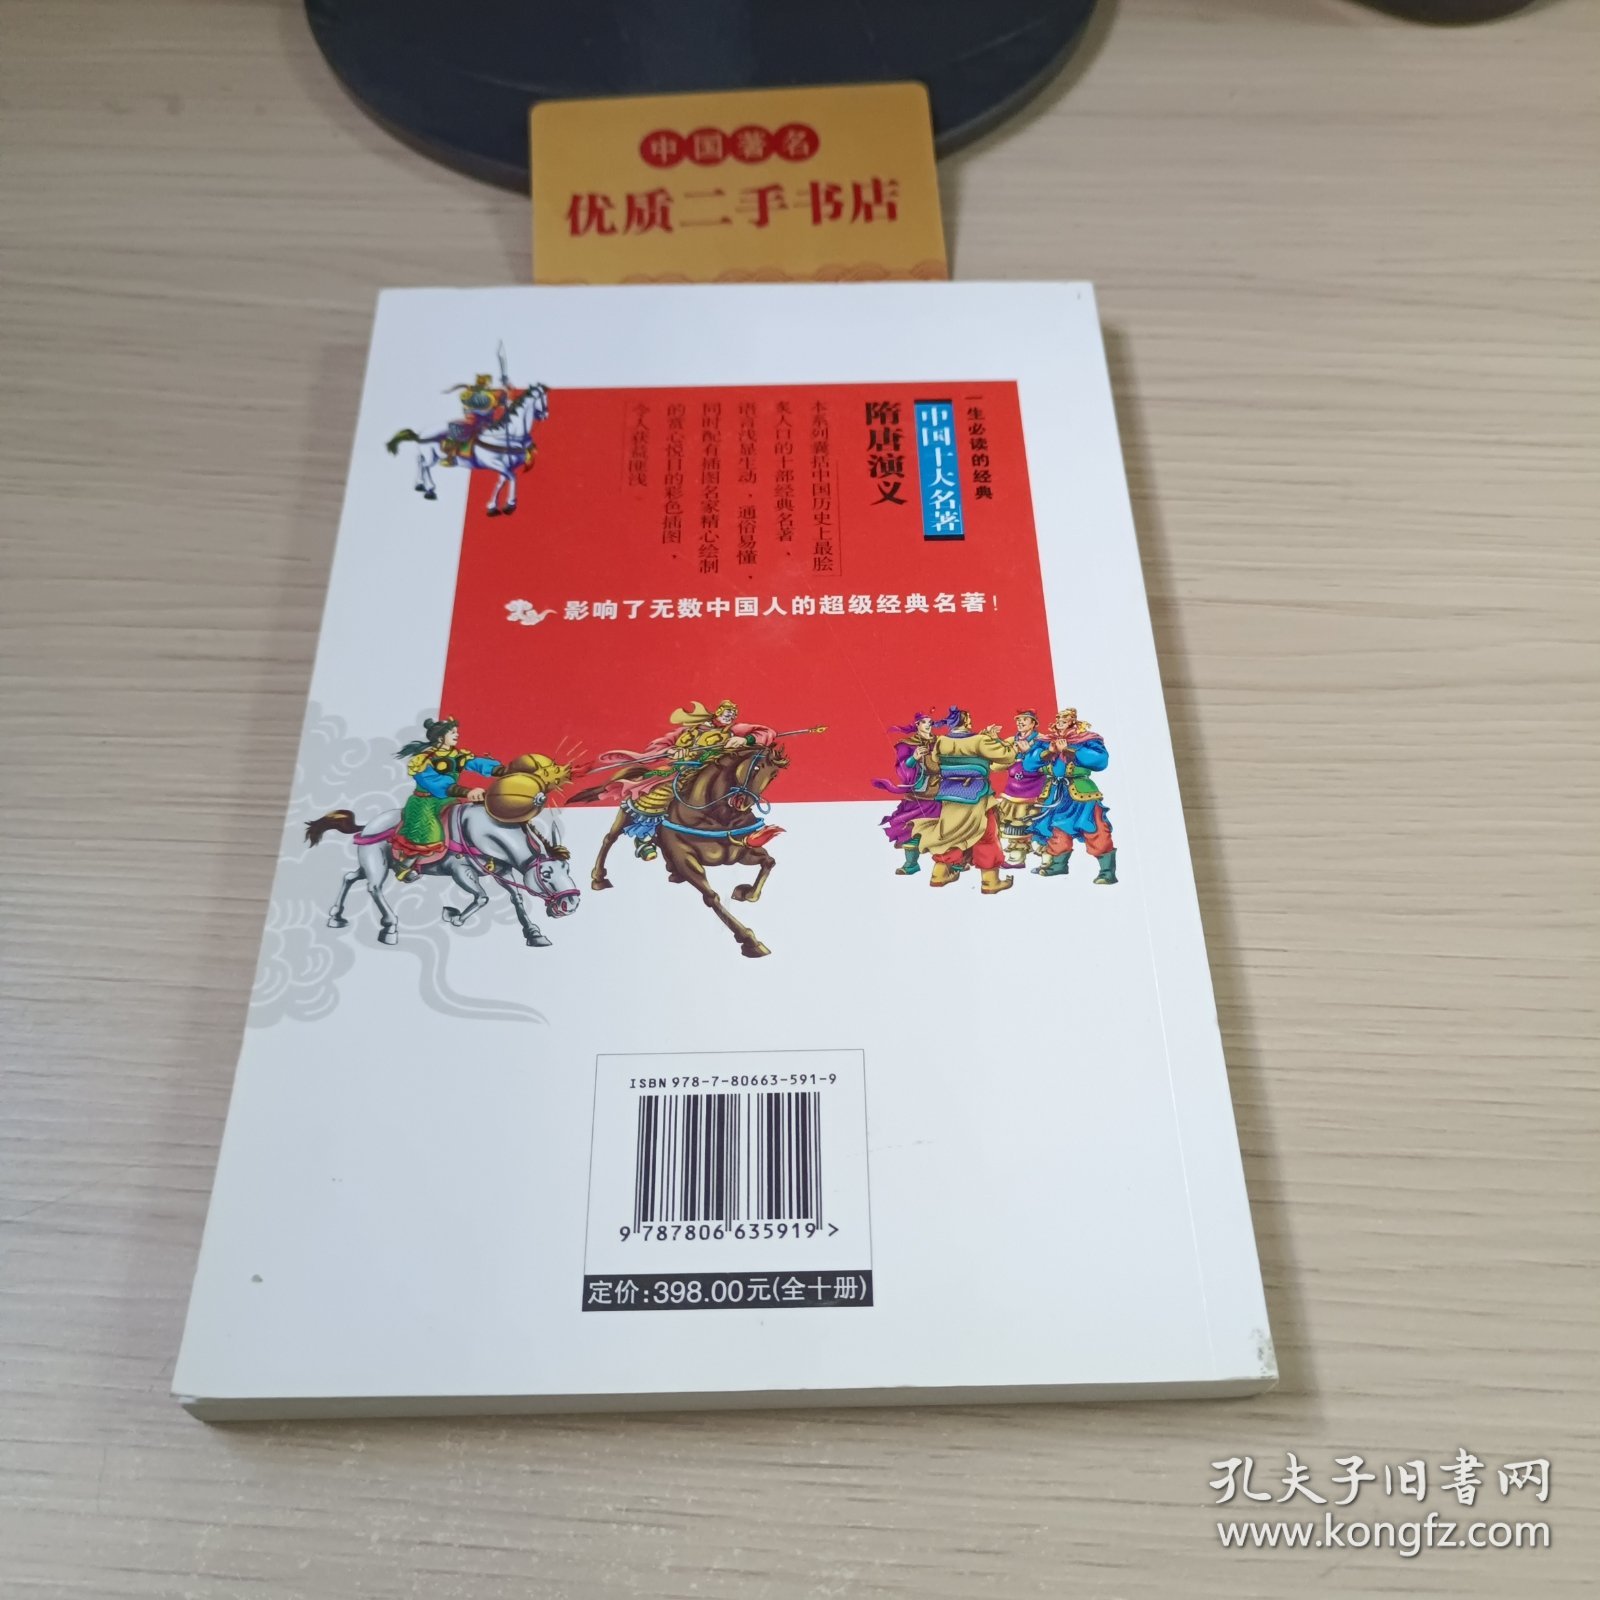 中国著名
优质二手书店
一生必读的经典
中国十大名著
隋唐演义
本系列囊括中国历史上最脍
炙人口的十部经典名著、
语言浅显生动，通俗易懂，
同时配有插图名家精心绘制
的赏心悦目的彩色插图，
令人获益匪浅。
影响了无数中国人的超级经典名著！
ISBN 978-7-80663-591-9
9 787806 635919 >
定价:398.00元(全十册)
孔夫子旧书网
www.kongfz.com